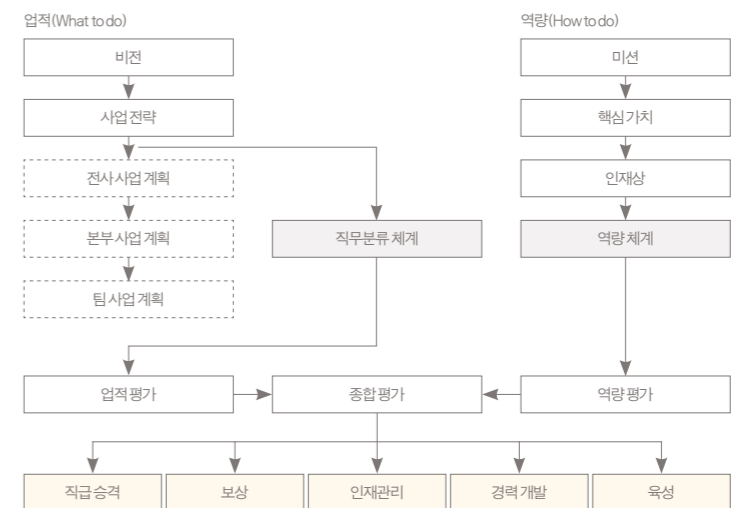 업적(What to do)
역량(How to do)
비전
미션
사업 전략
핵심 가치
전사 사업 계획
인재상
본부 사업 계획
직무분류 체계
역량 체계
팀 사업 계획
업적 평가
종합 평가
역량 평가
직급 승격
보상
인재관리
경력 개발
육성